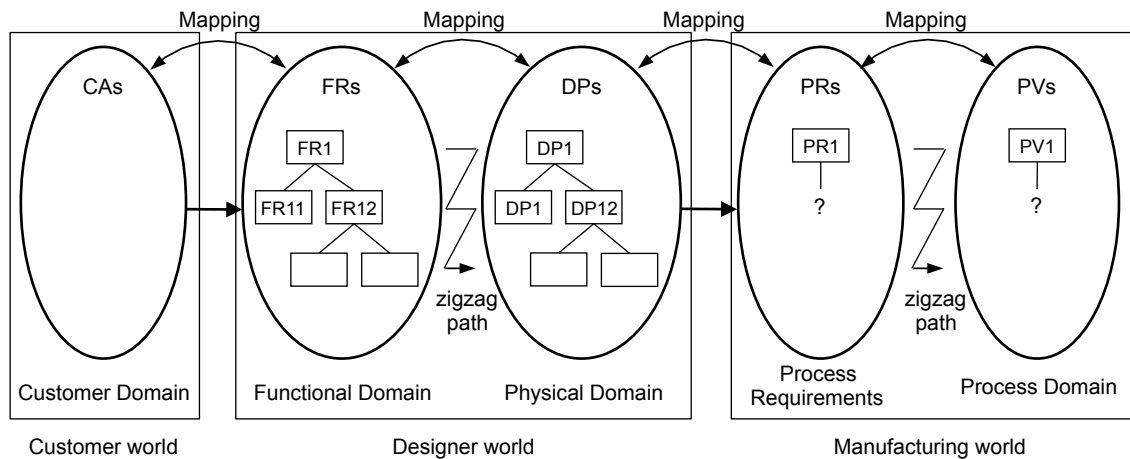 Mapping Mapping Mapping Mapping
CAs FRs DPs PRs PVs
FR1 DP1 PR1 PV1
FR11 FR12 DP1 DP12 ? ?
zigzag path zigzag path
Customer Domain Functional Domain Physical Domain Process Requirements Process Domain
Customer world Designer world Manufacturing world